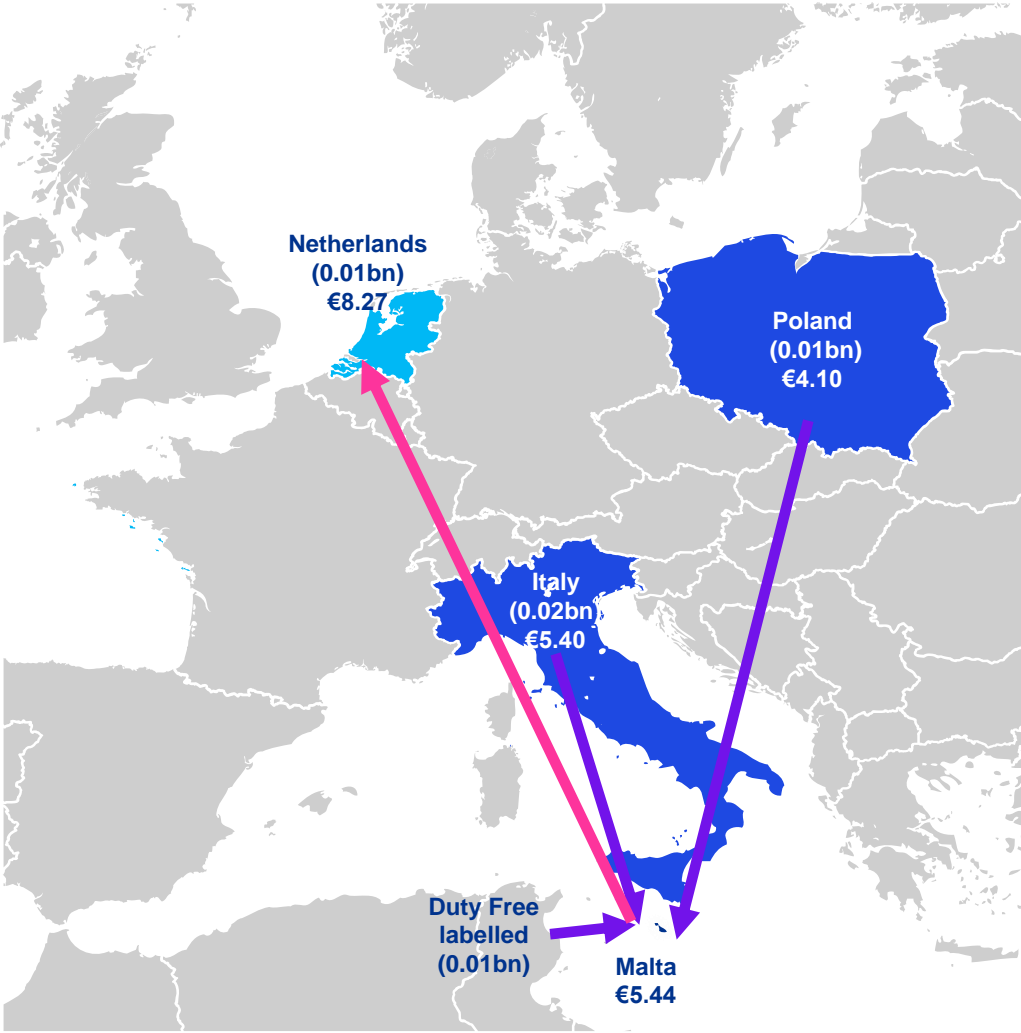 Netherlands
(0.01bn)
€8.27
Poland
(0.01bn)
€4.10
Italy
(0.02bn)
€5.40
Duty Free
labelled
(0.01bn)
Malta
€5.44